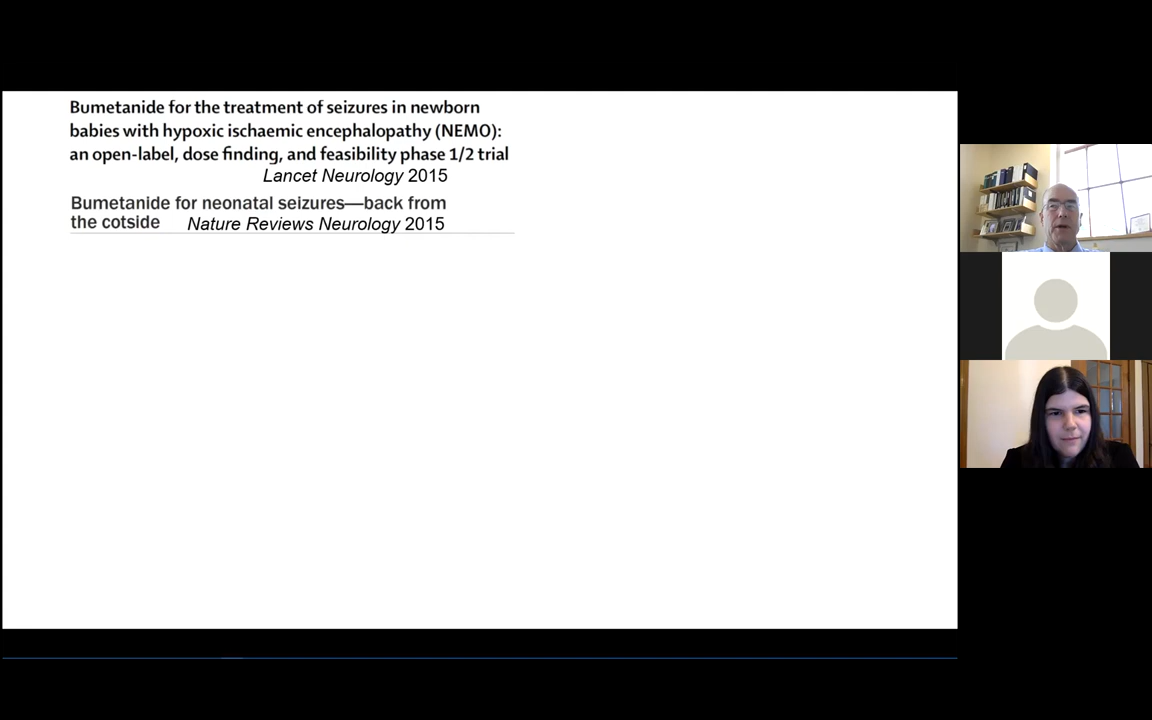 Bumetanide for the treatment of seizures in newborn
babies with hypoxic ischaemic encephalopathy (NEMO):
an open-label, dose finding, and feasibility phase 1/2 trial
Lancet Neurology 2015
Bumetanide for neonatal seizures—back from
the cotside Nature Reviews Neurology 2015